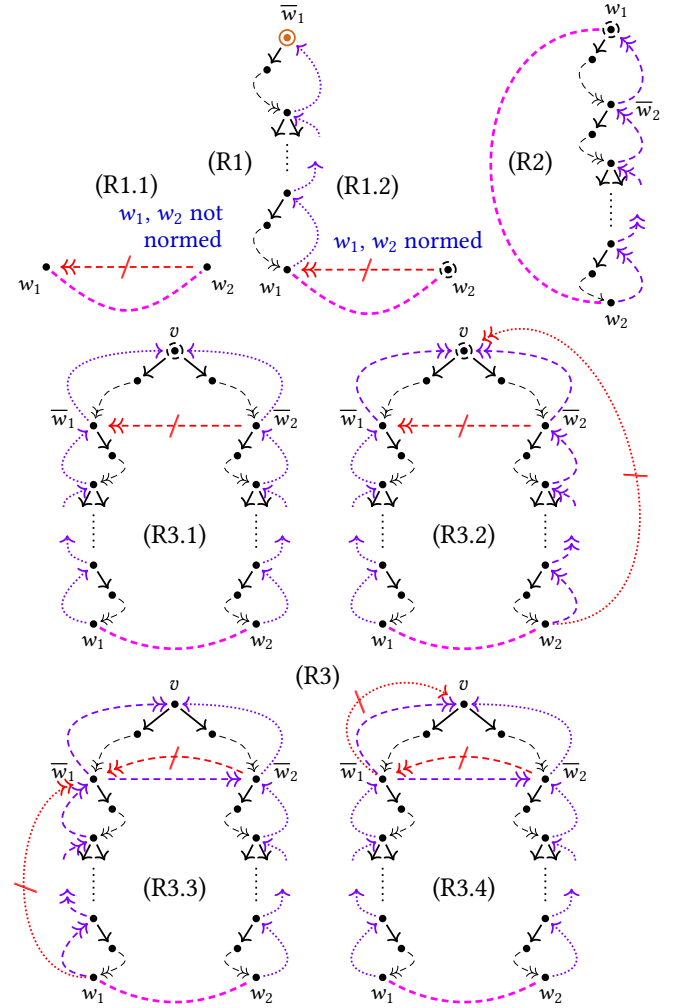 w̅₁
w₁
w̅₂
(R1)
(R2)
(R1.1)
(R1.2)
w₁, w₂ not
normed
w₁, w₂ normed
w₁
w₂
w₁
w₂
w₂
v
v
w̅₁
w̅₂
w̅₁
w̅₂
(R3.1)
(R3.2)
w₁
w₂
w₁
w₂
(R3)
v
v
w̅₁
w̅₂
w̅₁
w̅₂
(R3.3)
(R3.4)
w₁
w₂
w₁
w₂